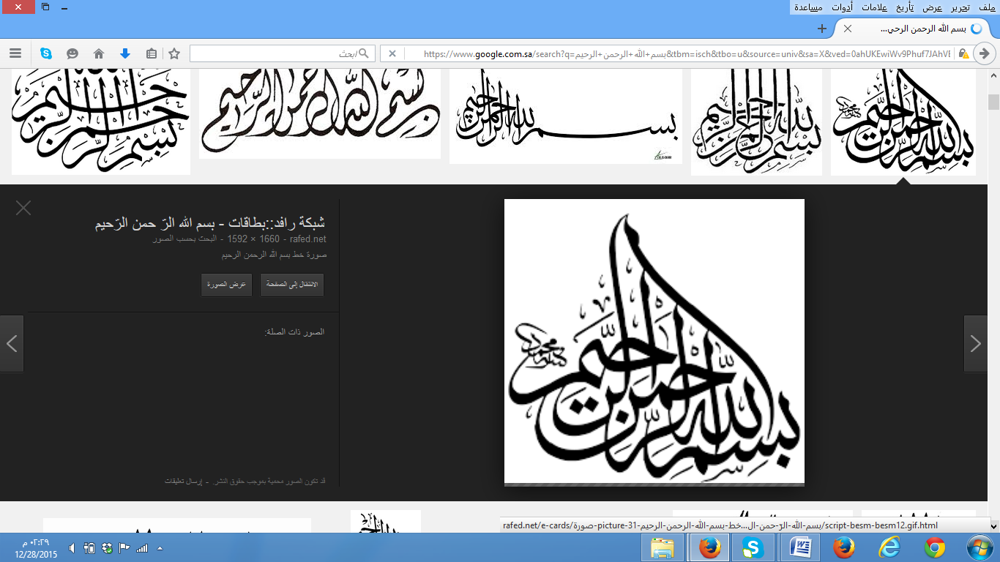 ملف تحرير عرض تأريخ علامات أدوات مساعدة
بسم الله الرحمن الرحي...
https://www.google.com.sa/search?q=بسم+الله+الرحمن+الرحيم&tbm=isch&tbo=u&source=univ&sa=X&ved=0ahUKEwiWv9Phuf7JAhVE
ابحث
بسم الله الرحمن الرحيم
بسم الله الرحمن الرحيم
بسم الله الرحمن الرحيم
بسم الله الرحمن الرحيم
بسم الله الرحمن الرحيم
شبكة رافد::بطاقات - بسم الله الرّ حمن الرّحيم
rafed.net - 1660 × 1592 - البحث بحسب الصور
صورة خط بسم الله الرحمن الرحيم
الانتقال إلى الصفحة
عرض الصورة
الصور ذات الصلة:
بسم الله الرحمن الرحيم
قد تكون الصور محمية بموجب حقوق النشر. - إرسال تعليقات
rafed.net/e-cards/صورة-picture-31-خط-بسم-الله-الرحمن-الرحيم...بسم-الله-الرّ-حمن-ال/script-besm-besm12.gif.html
٠٢:٢٩ م
12/28/2015